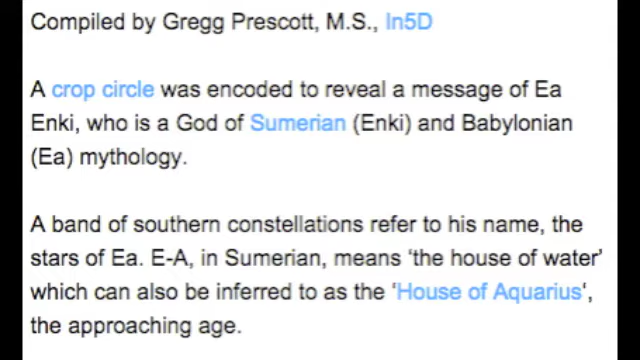 Compiled by Gregg Prescott, M.S., In5D
A crop circle was encoded to reveal a message of Ea
Enki, who is a God of Sumerian (Enki) and Babylonian
(Ea) mythology.
A band of southern constellations refer to his name, the
stars of Ea. E-A, in Sumerian, means ‘the house of water’
which can also be inferred to as the ‘House of Aquarius‘,
the approaching age.